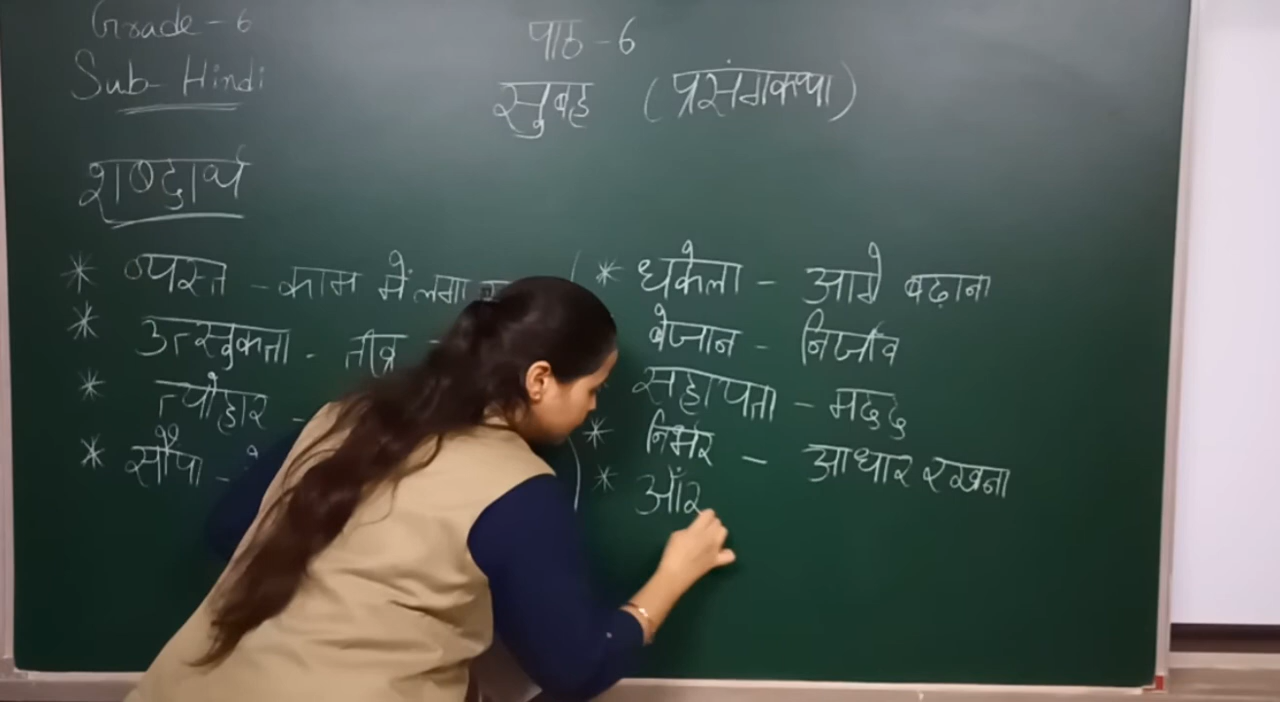 Grade - 6
Sub- Hindi
पाठ - 6
सुबह (प्रसंगकथा)
शब्दार्थ
* व्यस्त - काम में लगा
* उत्सुकता - तीव्र
* त्योहार -
* सौंपा -
* धकेला - आगे बढ़ाना
बेजान - निर्जीव
सहायता - मदद
* निर्भर - आधार रखना
* आँर